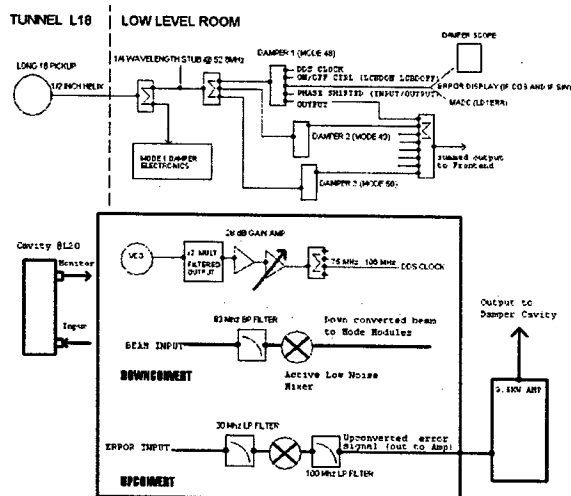 TUNNEL L18
LOW LEVEL ROOM
DAMPER SCOPE
DAMPER 1 (MODE 48)
1/4 WAVELENGTH STUB @ 52.8MHz
DDS CLOCK
ON/OFF CTRL (LCBDON LCBDOFF)
LONG 18 PICKUP
1/2 INCH HELIX
ERROR DISPLAY (IF COS AND IF SIN)
PHASE SHIFTED (INPUT/OUTPUT)
MADC (LD1ERR)
OUTPUT
DAMPER 2 (MODE 49)
MODE 1 DAMPER
ELECTRONICS
summed output
to Frontend
DAMPER 3 (MODE 50)
Cavity @L20
Monitor
Input
28 dB GAIN AMP
VCO
x2 MULT
FILTERED
OUTPUT
75 MHz - 106 MHz
DDS CLOCK
Output to
Damper Cavity
83 Mhz BP FILTER
Down converted beam
to Mode Modules
BEAM INPUT
DOWNCONVERT
Active Low Noise
Mixer
KW AMP
30 Mhz LP FILTER
Upconverted error
signal (out to Amp)
ERROR INPUT
100 Mhz LP FILTER
UPCONVERT